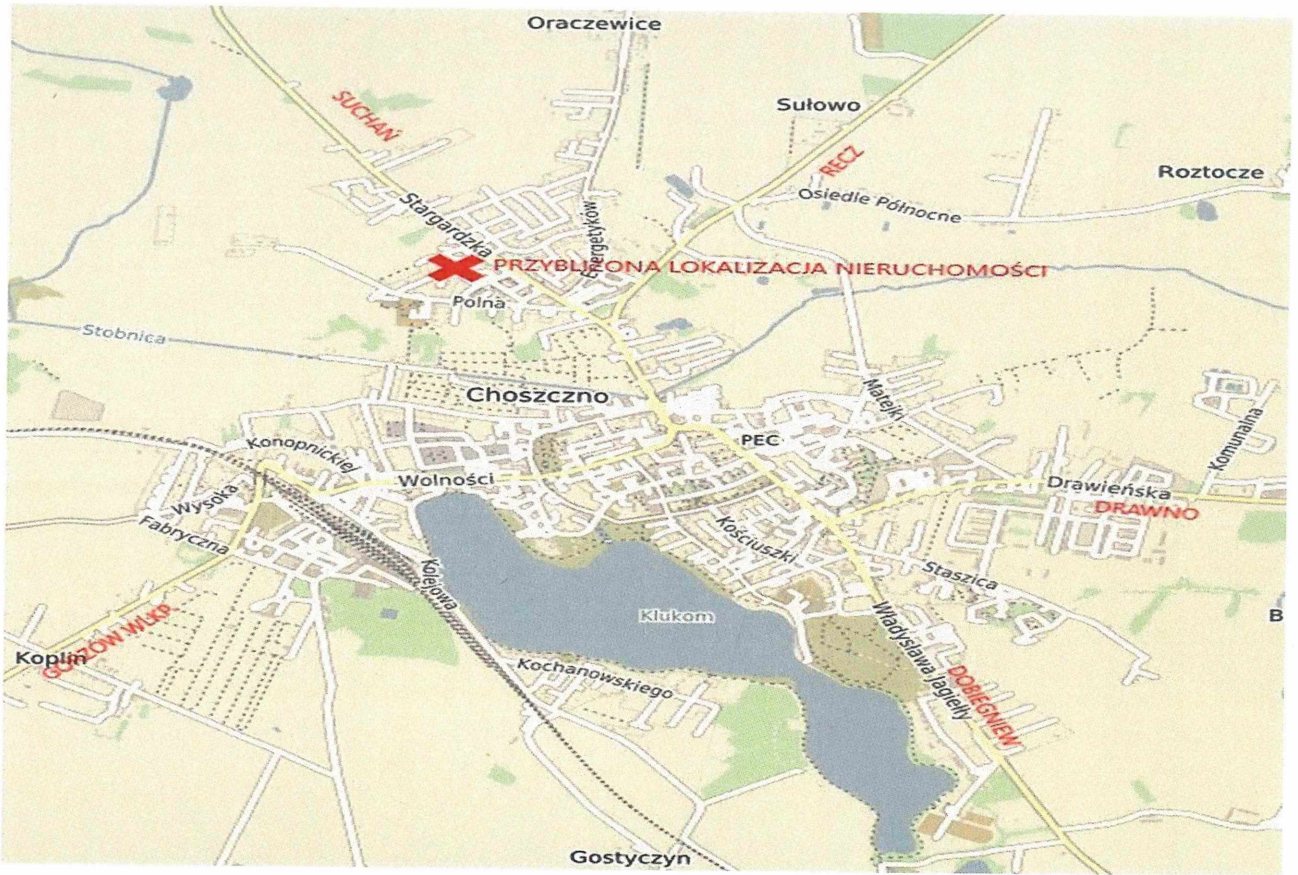 Oraczewice
SUCHAŃ
Sułowo
RECZ
Roztocze
Osiedle Północne
Stargardzka
Energetyków
PRZYBLIŻONA LOKALIZACJA NIERUCHOMOŚCI
Polna
Stobnica
Choszczno
Matejki
PEC
Komunalna
Konopnickiej
Wolności
Wysoka
Drawieńska
DRAWNO
Fabryczna
Kościuszki
Kolejowa
Staszica
Klukom
Władysława Jagiełły
GORZÓW WLKP.
Koplin
B
Kochanowskiego
DOBIEGNIEW
Gostyczyn